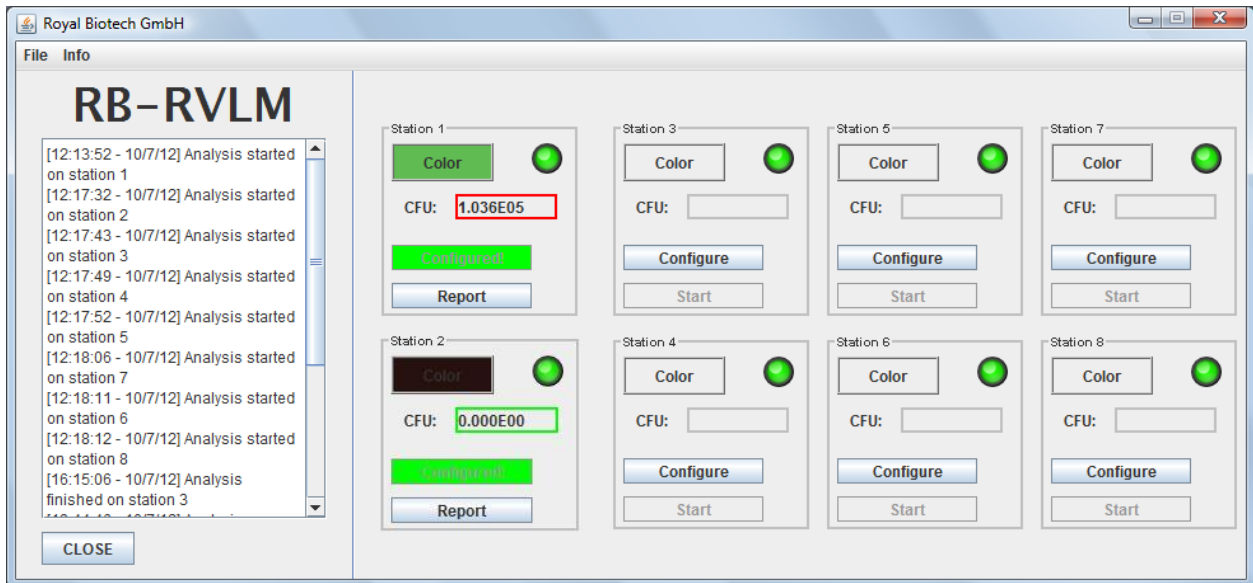 Royal Biotech GmbH
File Info
RB-RVLM
[12:13:52 - 10/7/12] Analysis started
on station 1
[12:17:32 - 10/7/12] Analysis started
on station 2
[12:17:43 - 10/7/12] Analysis started
on station 3
[12:17:49 - 10/7/12] Analysis started
on station 4
[12:17:52 - 10/7/12] Analysis started
on station 5
[12:18:06 - 10/7/12] Analysis started
on station 7
[12:18:11 - 10/7/12] Analysis started
on station 6
[12:18:12 - 10/7/12] Analysis started
on station 8
[16:15:06 - 10/7/12] Analysis
finished on station 3
CLOSE
Station 1
Color
CFU: 1.036E05
Configured!
Report
Station 3
Color
CFU:
Configure
Start
Station 5
Color
CFU:
Configure
Start
Station 7
Color
CFU:
Configure
Start
Station 2
Color
CFU: 0.000E00
Configured!
Report
Station 4
Color
CFU:
Configure
Start
Station 6
Color
CFU:
Configure
Start
Station 8
Color
CFU:
Configure
Start